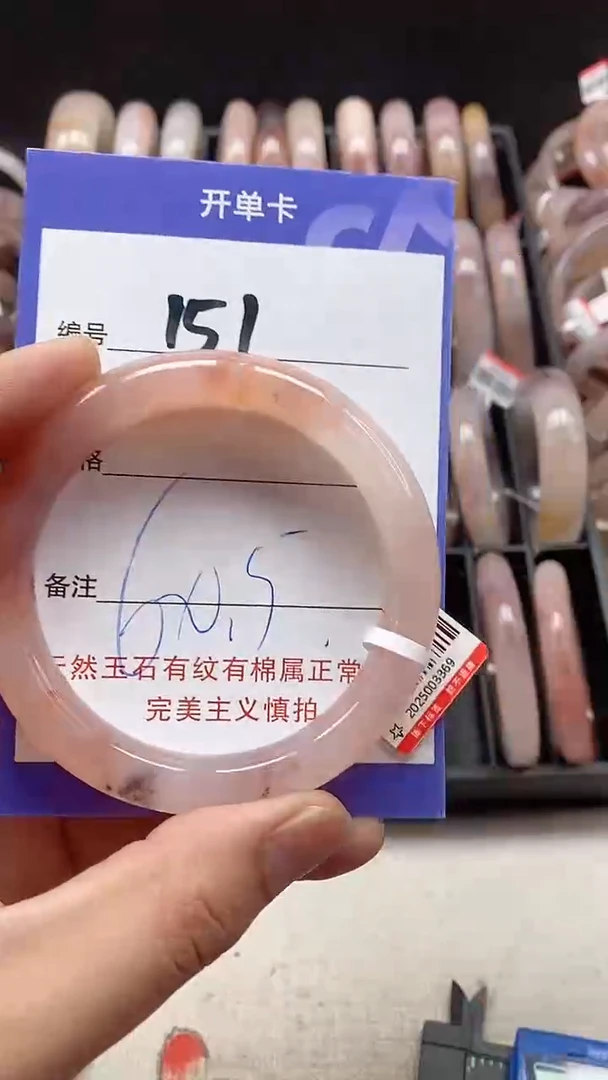 开单卡
编号 151
格
备注 60.5
然玉石有纹有棉属正常
完美主义慎拍
2025003369